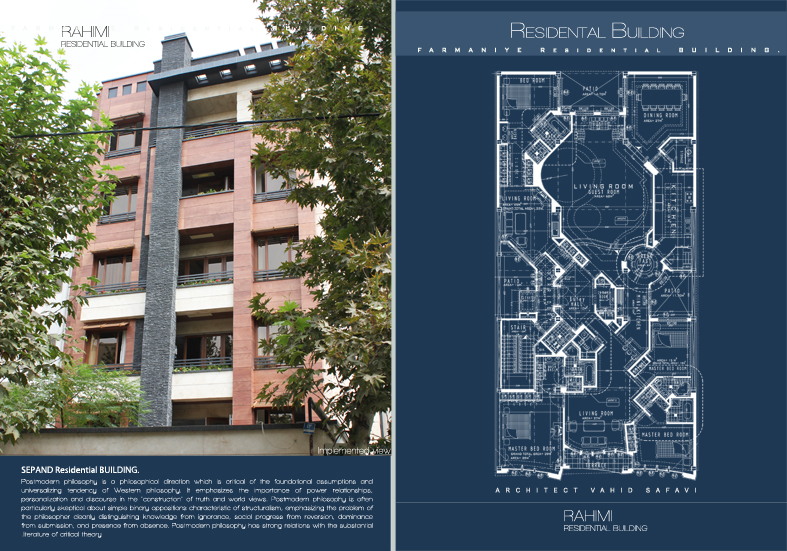 RAHIMI
RESIDENTIAL BUILDING
Implemented view
SEPAND Residential BUILDING.
Postmodern philosophy is a philosophical direction which is critical of the foundational assumptions and
universalizing tendency of Western philosophy. It emphasizes the importance of power relationships,
personalization and discourse in the "construction" of truth and world views. Postmodern philosophy is often
particularly skeptical about simple binary oppositions characteristic of structuralism, emphasizing the problem of
the philosopher cleanly distinguishing knowledge from ignorance, social progress from reversion, dominance
from submission, and presence from absence. Postmodern philosophy has strong relations with the substantial
.literature of critical theory
RESIDENTAL BUILDING
FARMANIYE RESIDENTIAL BUILDING.
BED ROOM
PATIO
DINING ROOM
LIVING ROOM
GUEST ROOM
KITCHEN
LIVING ROOM
PATIO
PATIO
STAIR
MASTER BED ROOM
LIVING ROOM
MASTER BED ROOM
MASTER BED ROOM
TERRACE
ARCHITECT VAHID SAFAVI
RAHIMI
RESIDENTIAL BUILDING